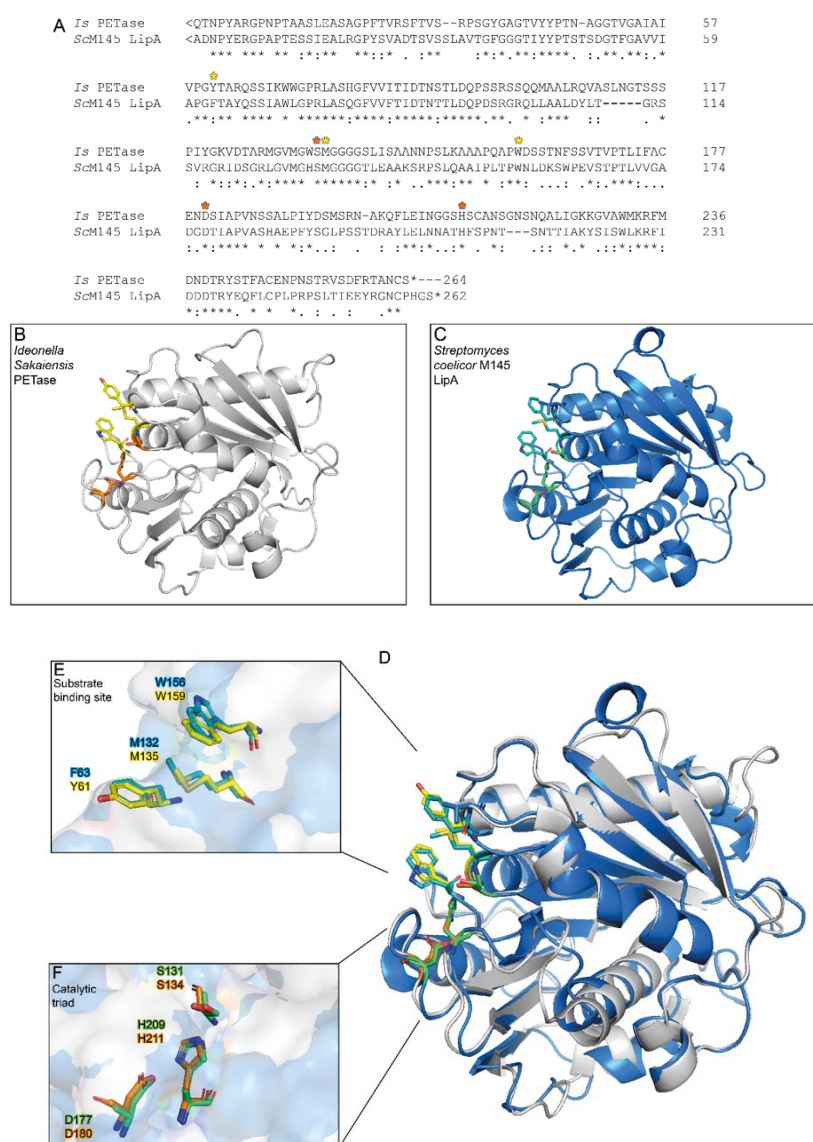 A
Is PETase <QTNPYARGPNPTAASLEASAGPFTVRSFTVS--RPSGYGAGTVYYPTN-AGGTVGAIAI 57
ScM145 LipA <ADNPYERGPAPTESSIEALRGPYSVADTSVSSLAVTGFGGGTIYYPTSTSDGTFGAVVI 59
Is PETase VPGYTARQSSIKWWGPRLASHGFVVITIDTNSTLDQPSSRSSQQMAALRQVASLNGTSSS 117
ScM145 LipA APGFTAYQSSIAWLGPRLASQGFVVFTIDTNTTLDQPDSRGRQLLAALDYLT-----GRS 114
Is PETase PIYGKVDTARMGVMGWSMGGGGSLISAANNPSLKAAAPQAPWDSSTNFSSVTVPTLIFAC 177
ScM145 LipA SVRGRIDSGRLGVMGHSMGGGGTLEAAKSRPSLQAAIPLTPWNLDKSWPEVSTPTLVVGA 174
Is PETase ENDSIAPVNSSALPIYDSMSRN-AKQFLEINGGSHSCANSGNSNQALIGKKGVAWMKRFM 236
ScM145 LipA DGDTIAPVASHAEPFYSGLPSSTDRAYLELNNATHFSPNT---SNTTIAKYSISWLKRFI 231
Is PETase DNDTRYSTFACENPNSTRVSDFRTANCS*---264
ScM145 LipA DDDTRYEQFLCPLPRPSLTIEEYRGNCPHGS*262
B
Ideonella
Sakaiensis
PETase
C
Streptomyces
coelicor M145
LipA
D
E
Substrate
binding site
W156
W159
M132
M135
F63
Y61
F
Catalytic
triad
S131
S134
H209
H211
D177
D180